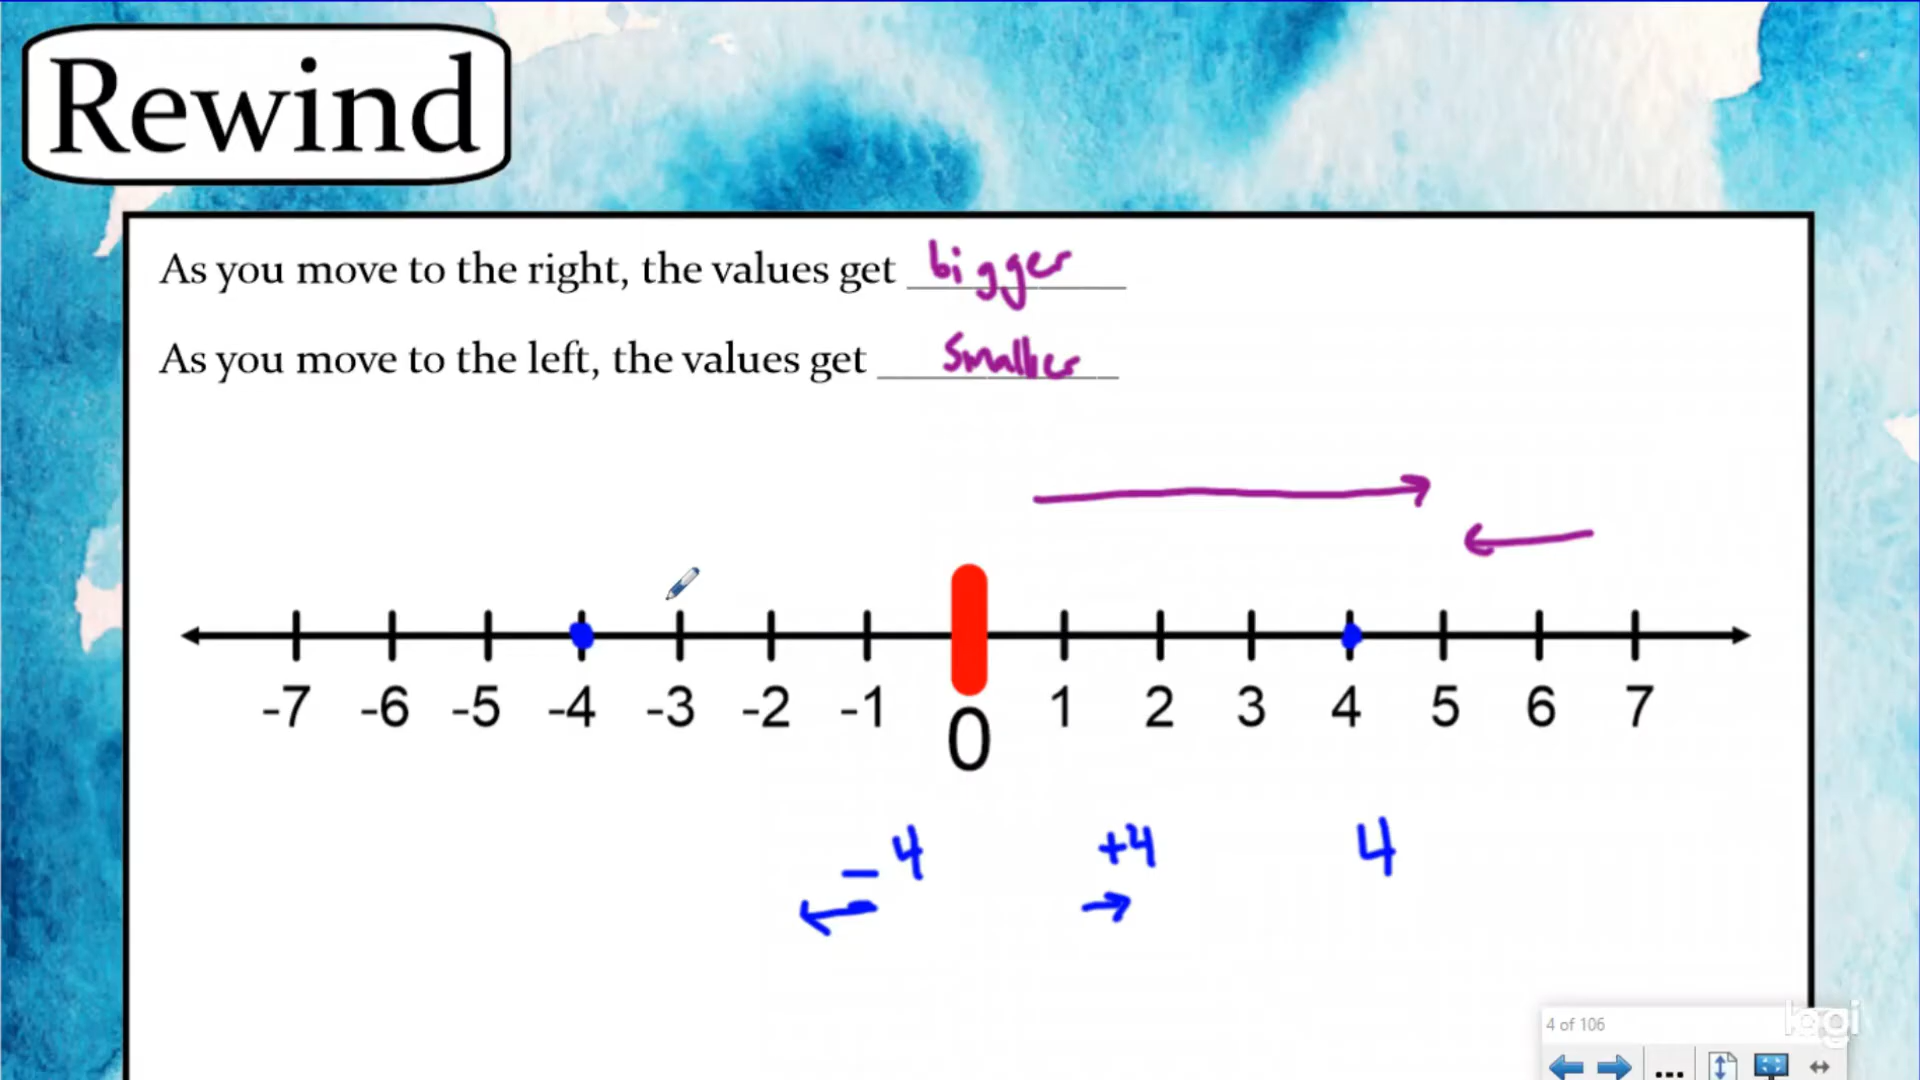 Rewind
As you move to the right, the values get bigger
As you move to the left, the values get smaller
-7 -6 -5 -4 -3 -2 -1 0 1 2 3 4 5 6 7
-4 +4 4
4 of 106
logi
...